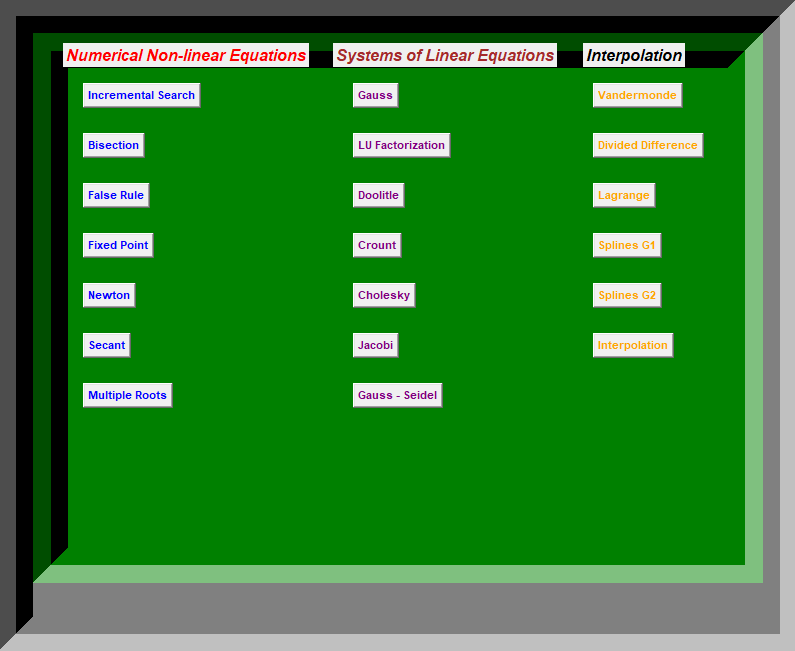 Numerical Non-linear Equations
Systems of Linear Equations
Interpolation
Incremental Search
Gauss
Vandermonde
Bisection
LU Factorization
Divided Difference
False Rule
Doolitle
Lagrange
Fixed Point
Crount
Splines G1
Newton
Cholesky
Splines G2
Secant
Jacobi
Interpolation
Multiple Roots
Gauss - Seidel